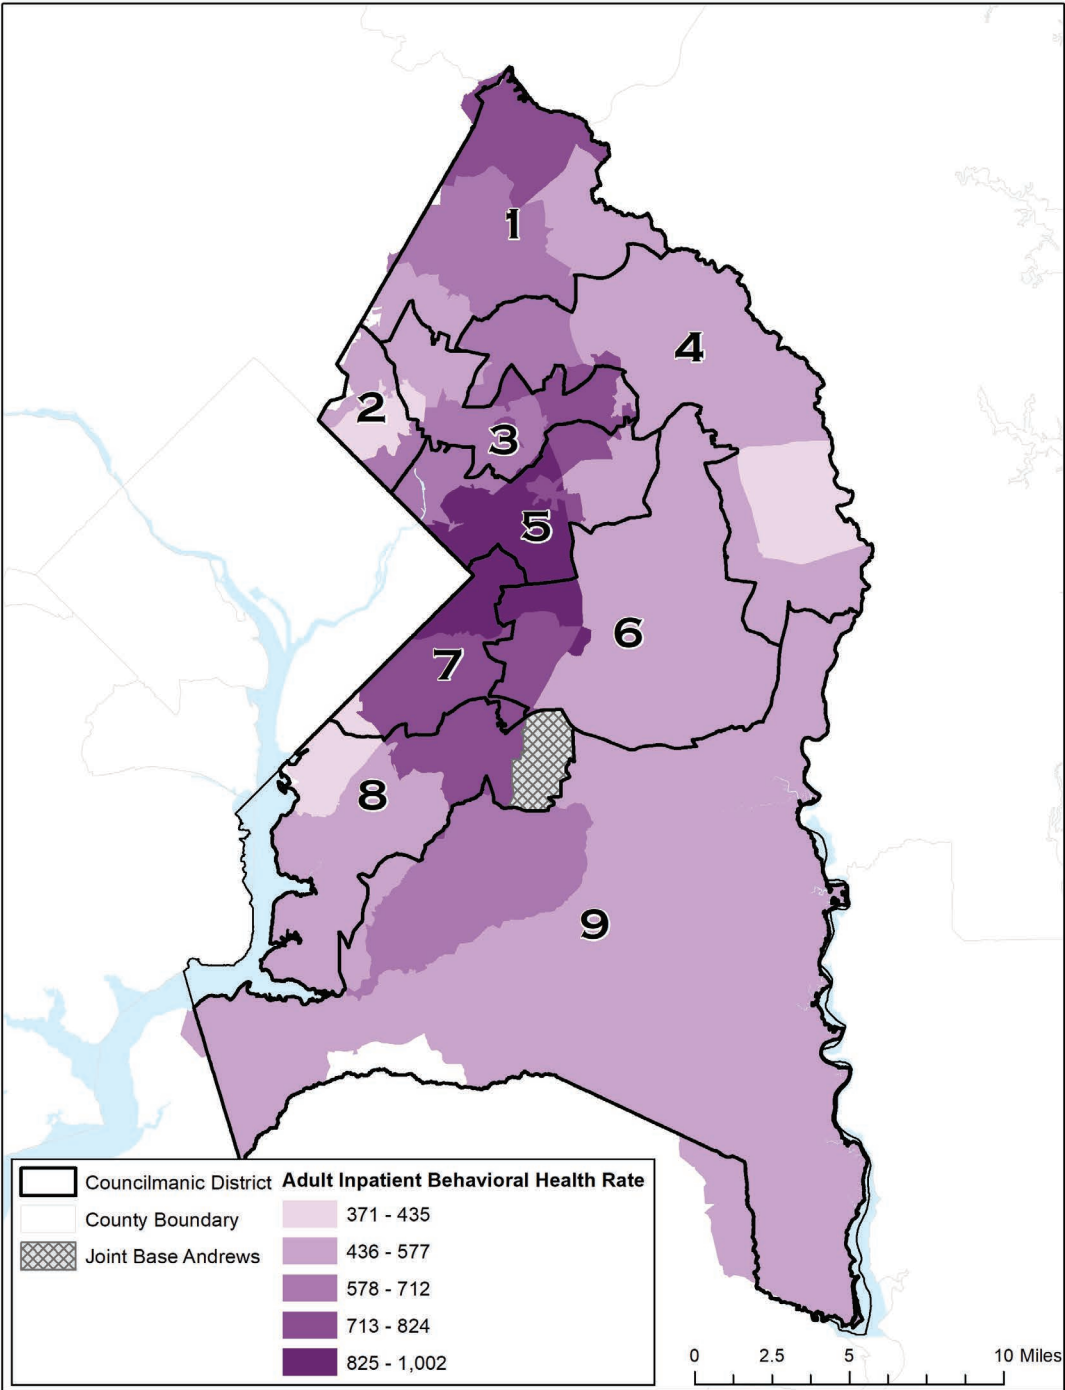 1
4
2
3
5
6
7
8
9
Councilmanic District
County Boundary
Joint Base Andrews
Adult Inpatient Behavioral Health Rate
371 - 435
436 - 577
578 - 712
713 - 824
825 - 1,002
0 2.5 5 10 Miles